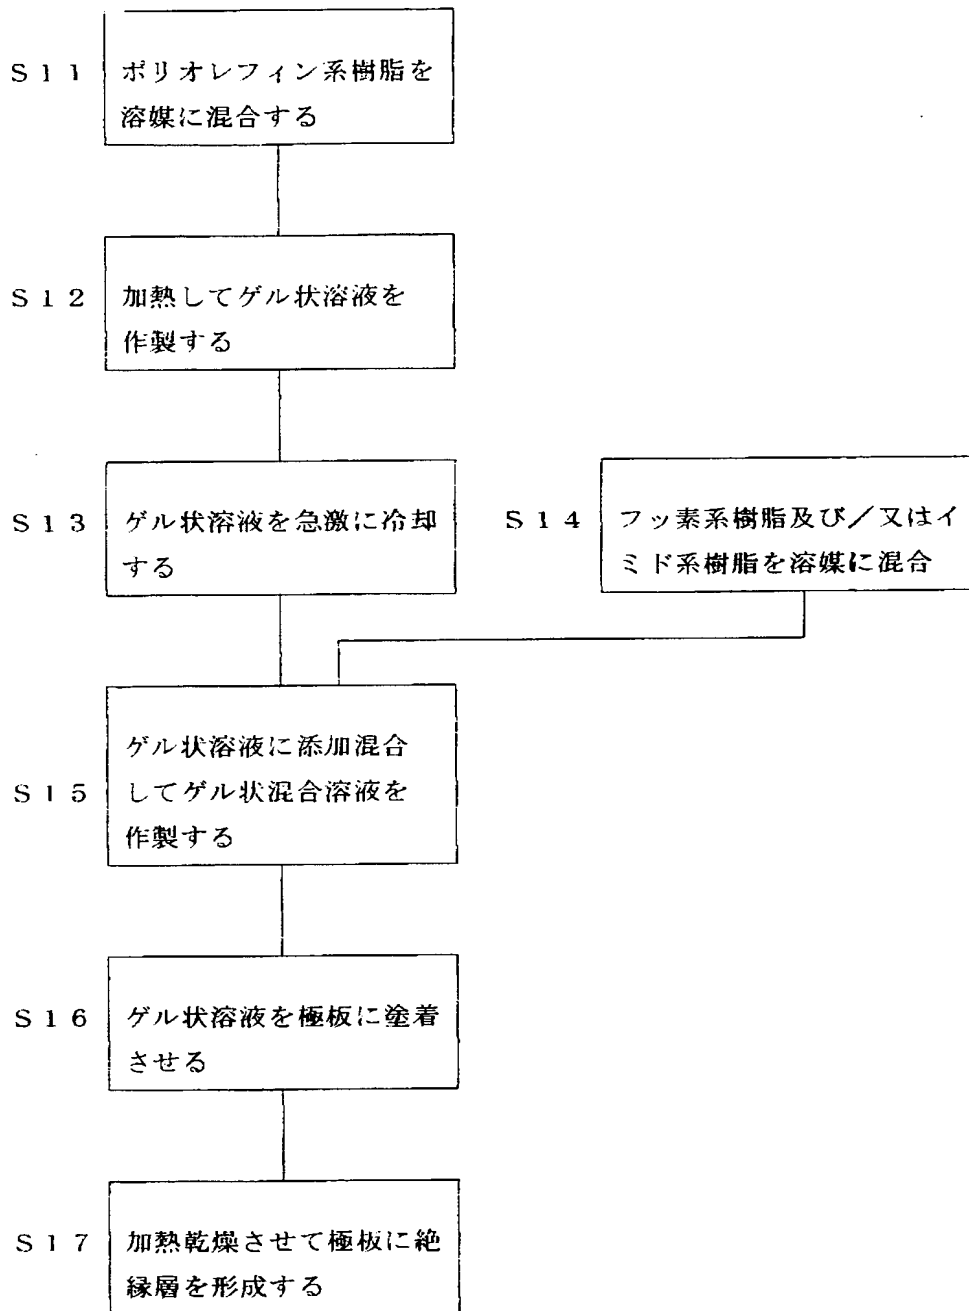 S11
ポリオレフィン系樹脂を
溶媒に混合する
S12
加熱してゲル状溶液を
作製する
S13
ゲル状溶液を急激に冷却
する
S14
フッ素系樹脂及び／又はイ
ミド系樹脂を溶媒に混合
S15
ゲル状溶液に添加混合
してゲル状混合溶液を
作製する
S16
ゲル状溶液を極板に塗着
させる
S17
加熱乾燥させて極板に絶
縁層を形成する